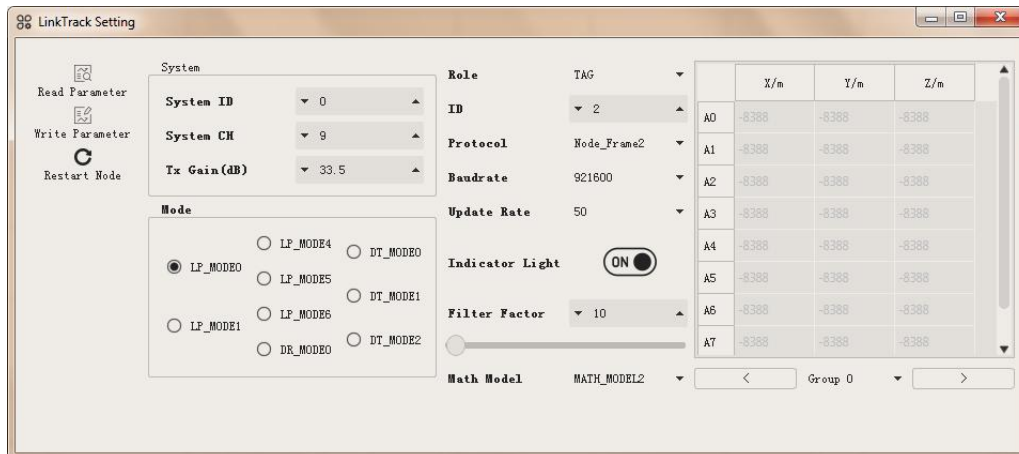 LinkTrack Setting
Read Parameter
Write Parameter
Restart Node
System
System ID 0
System CH 9
Tx Gain(dB) 33.5
Mode
LP_MODE0
LP_MODE1
LP_MODE4
LP_MODE5
LP_MODE6
DR_MODE0
DT_MODE0
DT_MODE1
DT_MODE2
Role TAG
ID 2
Protocol Node_Frame2
Baudrate 921600
Update Rate 50
Indicator Light ON
Filter Factor 10
Math Model MATH_MODEL2
X/m Y/m Z/m
A0 -8388 -8388 -8388
A1 -8388 -8388 -8388
A2 -8388 -8388 -8388
A3 -8388 -8388 -8388
A4 -8388 -8388 -8388
A5 -8388 -8388 -8388
A6 -8388 -8388 -8388
A7 -8388 -8388 -8388
< Group 0 >